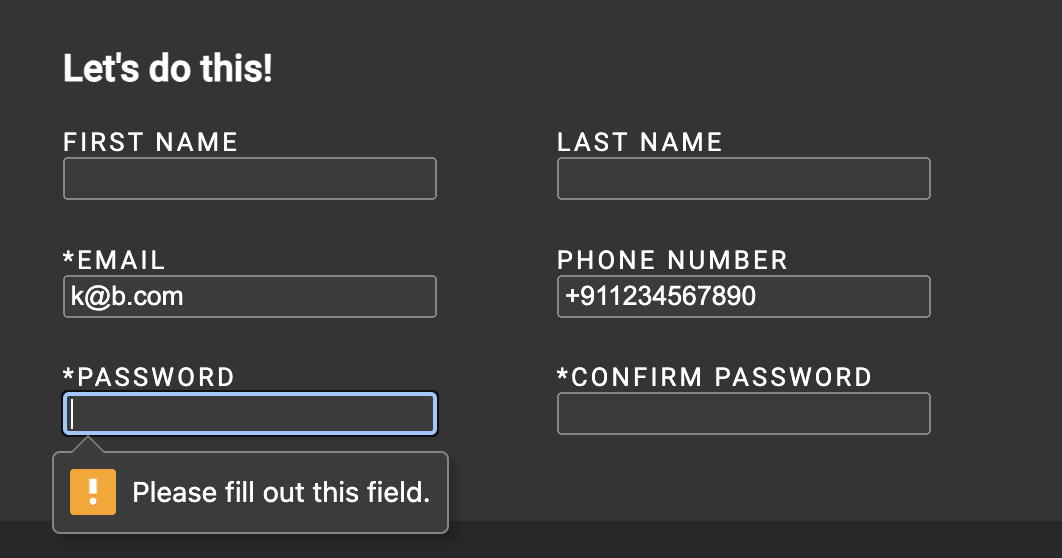 Let's do this!
FIRST NAME
LAST NAME
*EMAIL
k@b.com
PHONE NUMBER
+911234567890
*PASSWORD
*CONFIRM PASSWORD
Please fill out this field.